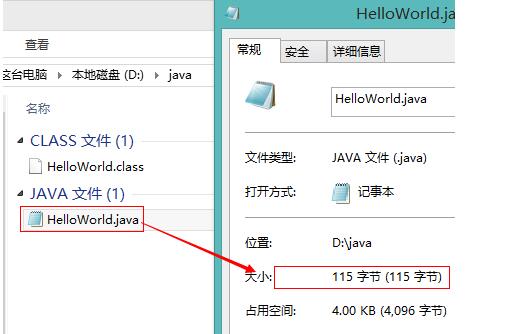 查看
这台电脑 ▸ 本地磁盘 (D:) ▸ java
名称
CLASS 文件 (1)
HelloWorld.class
JAVA 文件 (1)
HelloWorld.java
HelloWorld.ja
常规 安全 详细信息
HelloWorld.java
文件类型: JAVA 文件 (.java)
打开方式: 记事本
位置: D:\java
大小: 115 字节 (115 字节)
占用空间: 4.00 KB (4,096 字节)